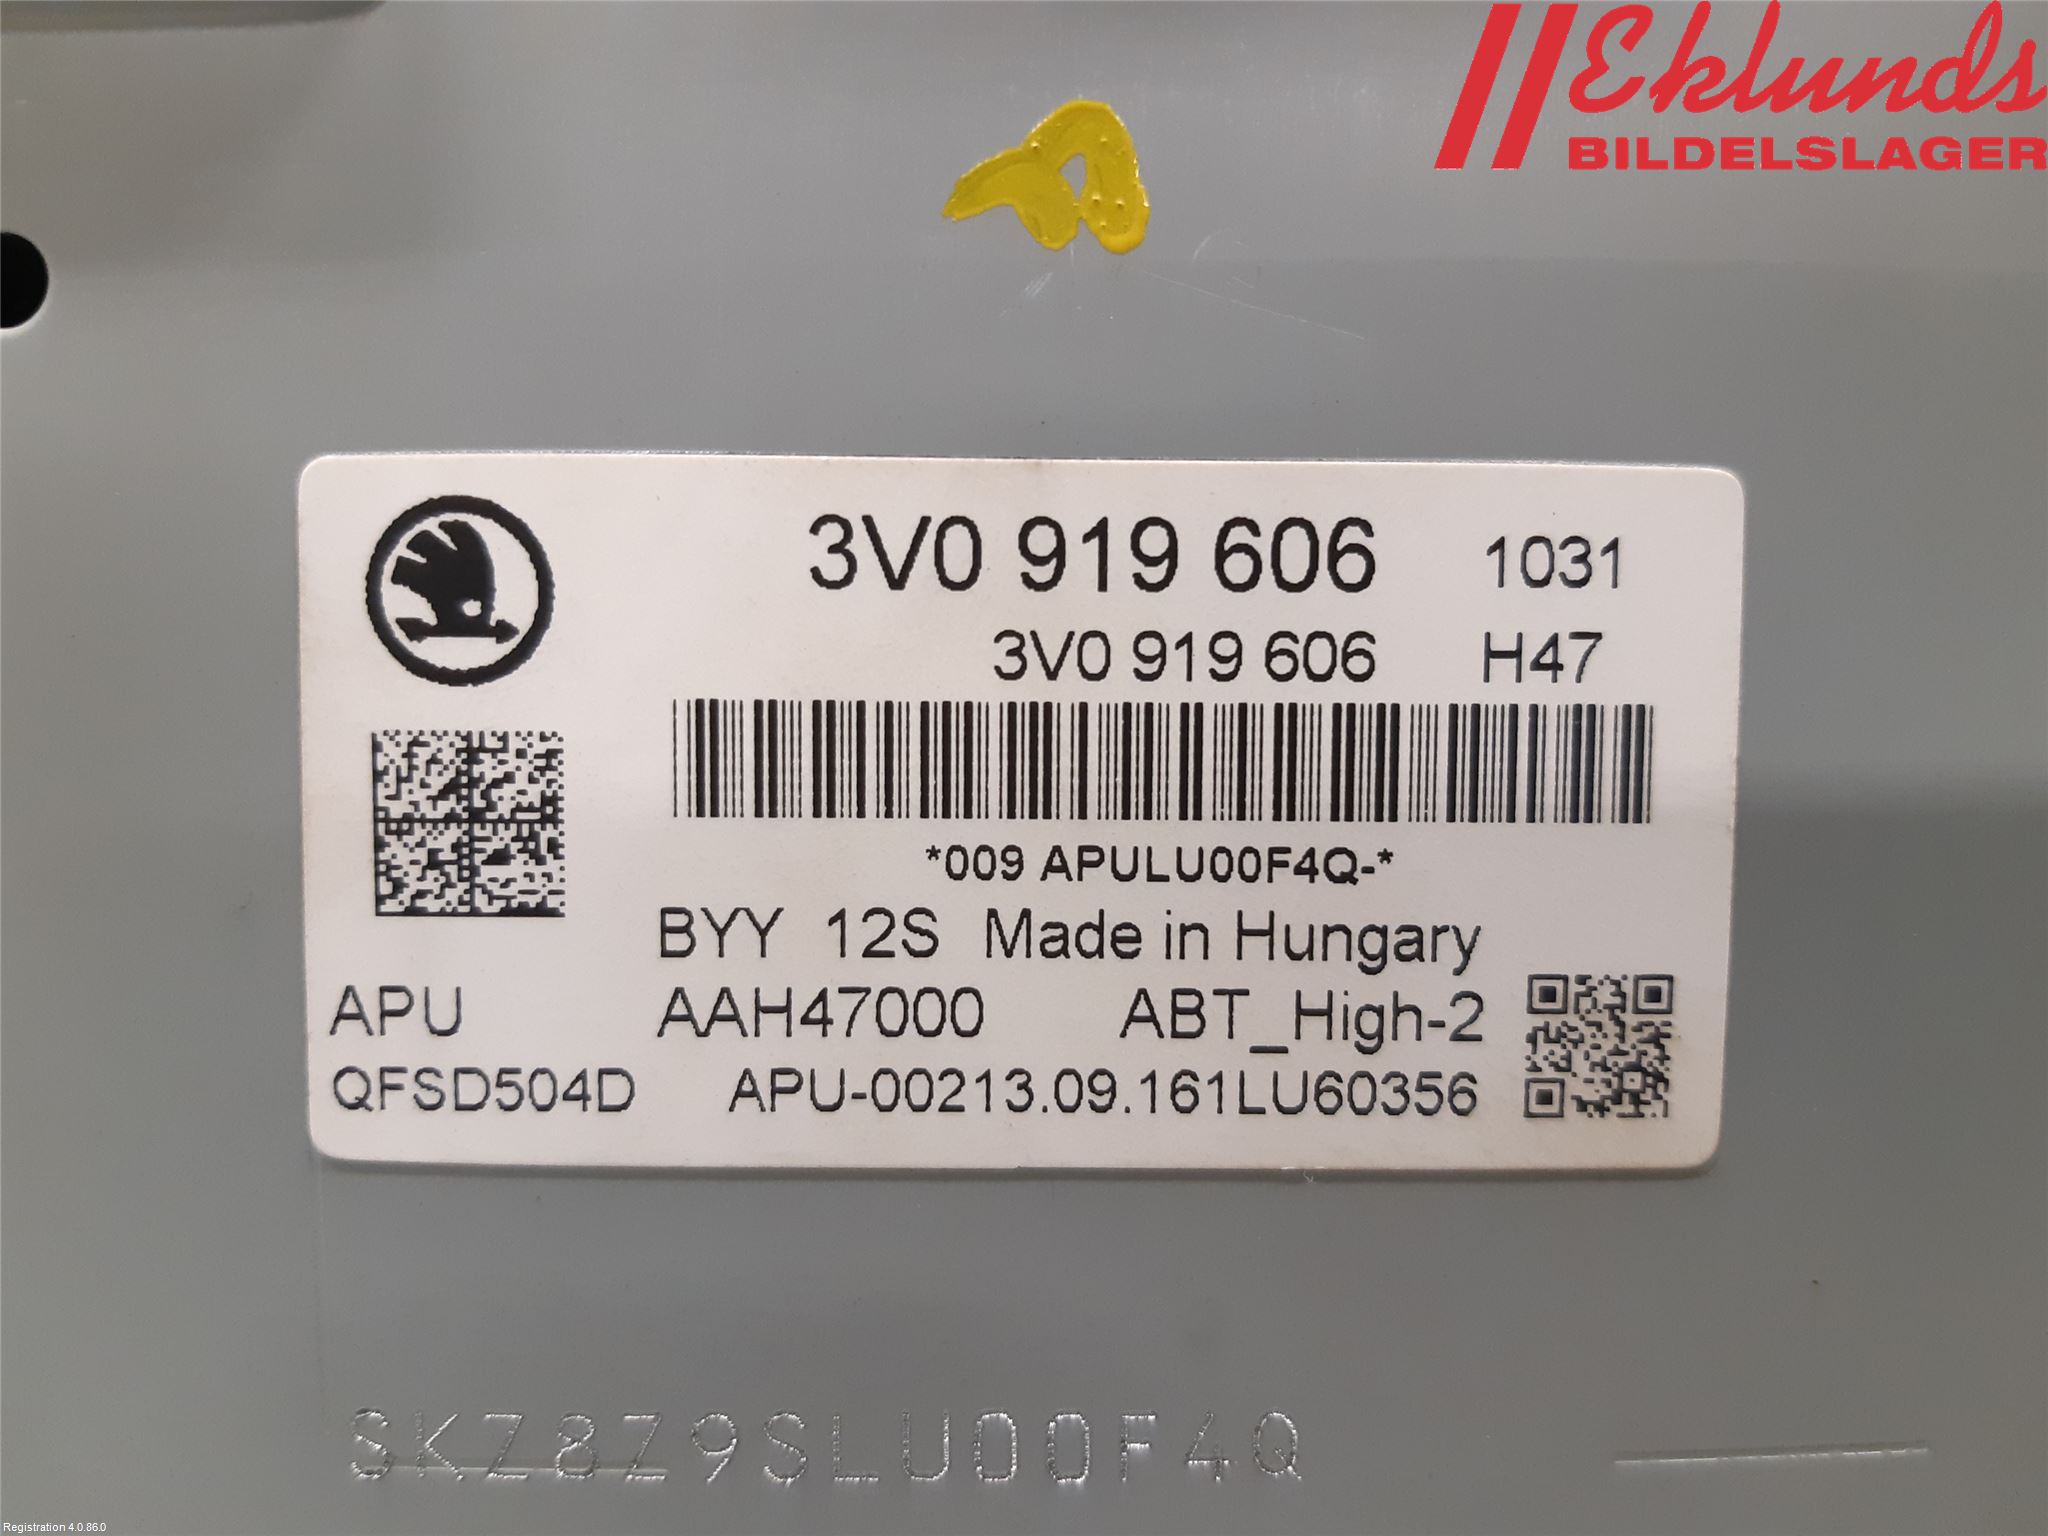 Eklunds
BILDELSLAGER
3V0 919 606 1031
3V0 919 606 H47
*009 APULU00F4Q-*
BYY 12S Made in Hungary
APU AAH47000 ABT_High-2
QFSD504D APU-00213.09.161LU60356
SKZ8Z9SLU00F4Q
Registration 4.0.86.0